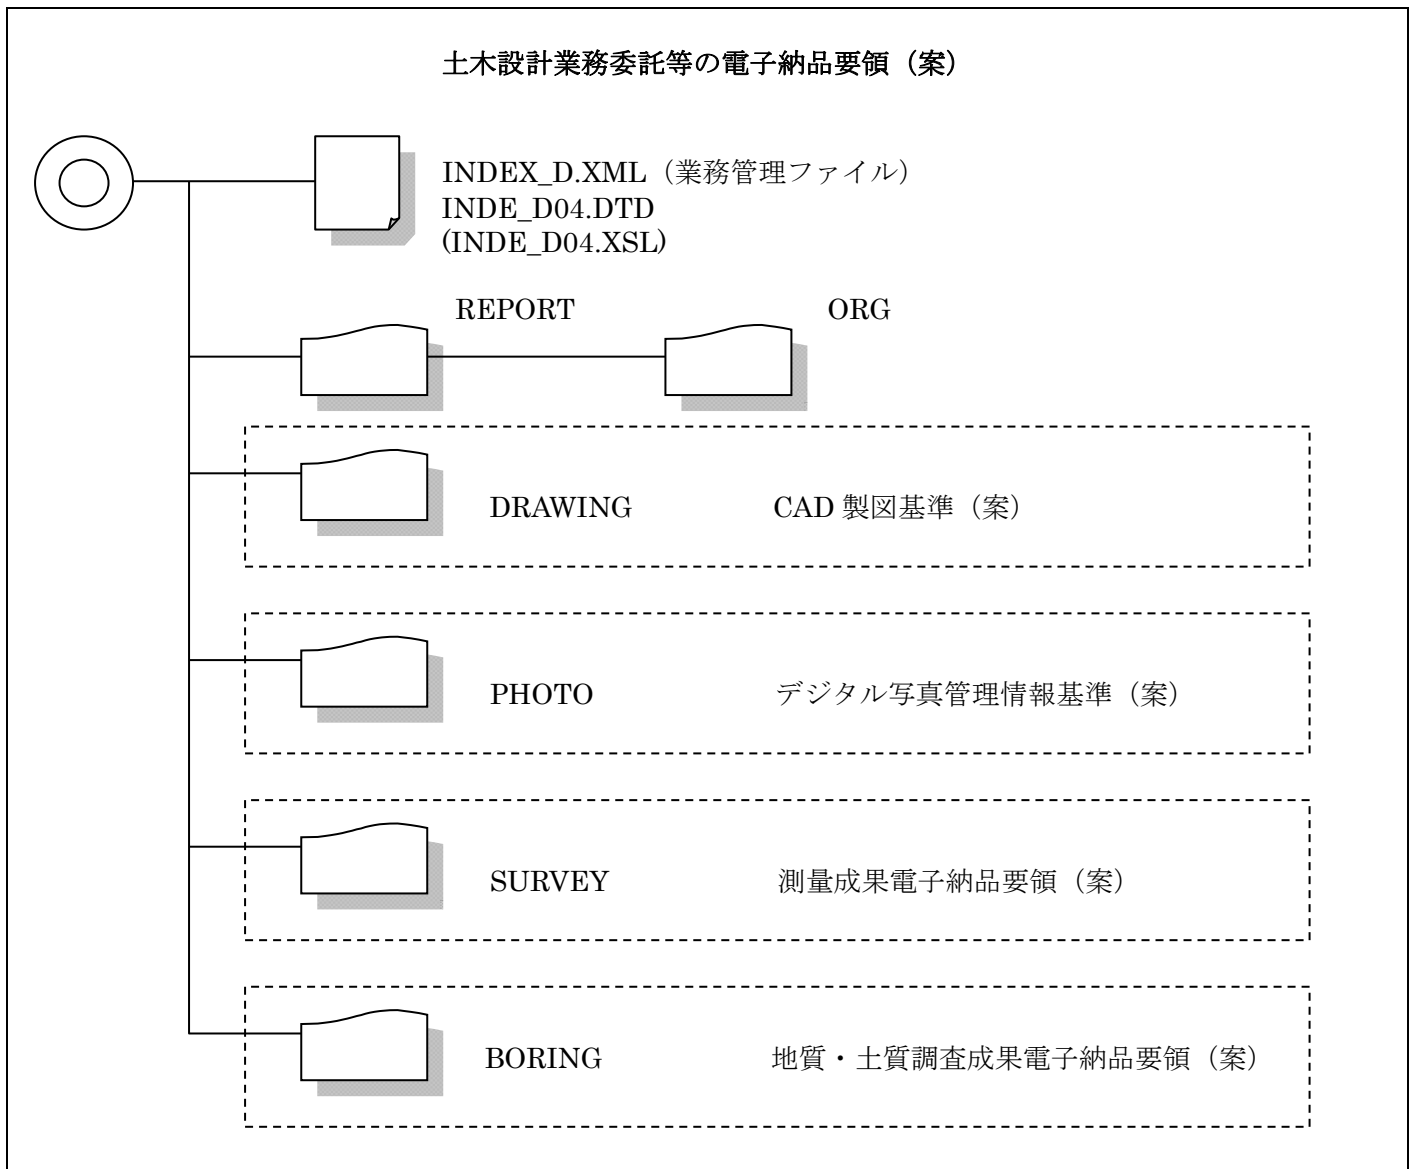 土木設計業務委託等の電子納品要領（案）
INDEX_D.XML（業務管理ファイル）
INDE_D04.DTD
(INDE_D04.XSL)
REPORT ORG
DRAWING CAD 製図基準（案）
PHOTO デジタル写真管理情報基準（案）
SURVEY 測量成果電子納品要領（案）
BORING 地質・土質調査成果電子納品要領（案）